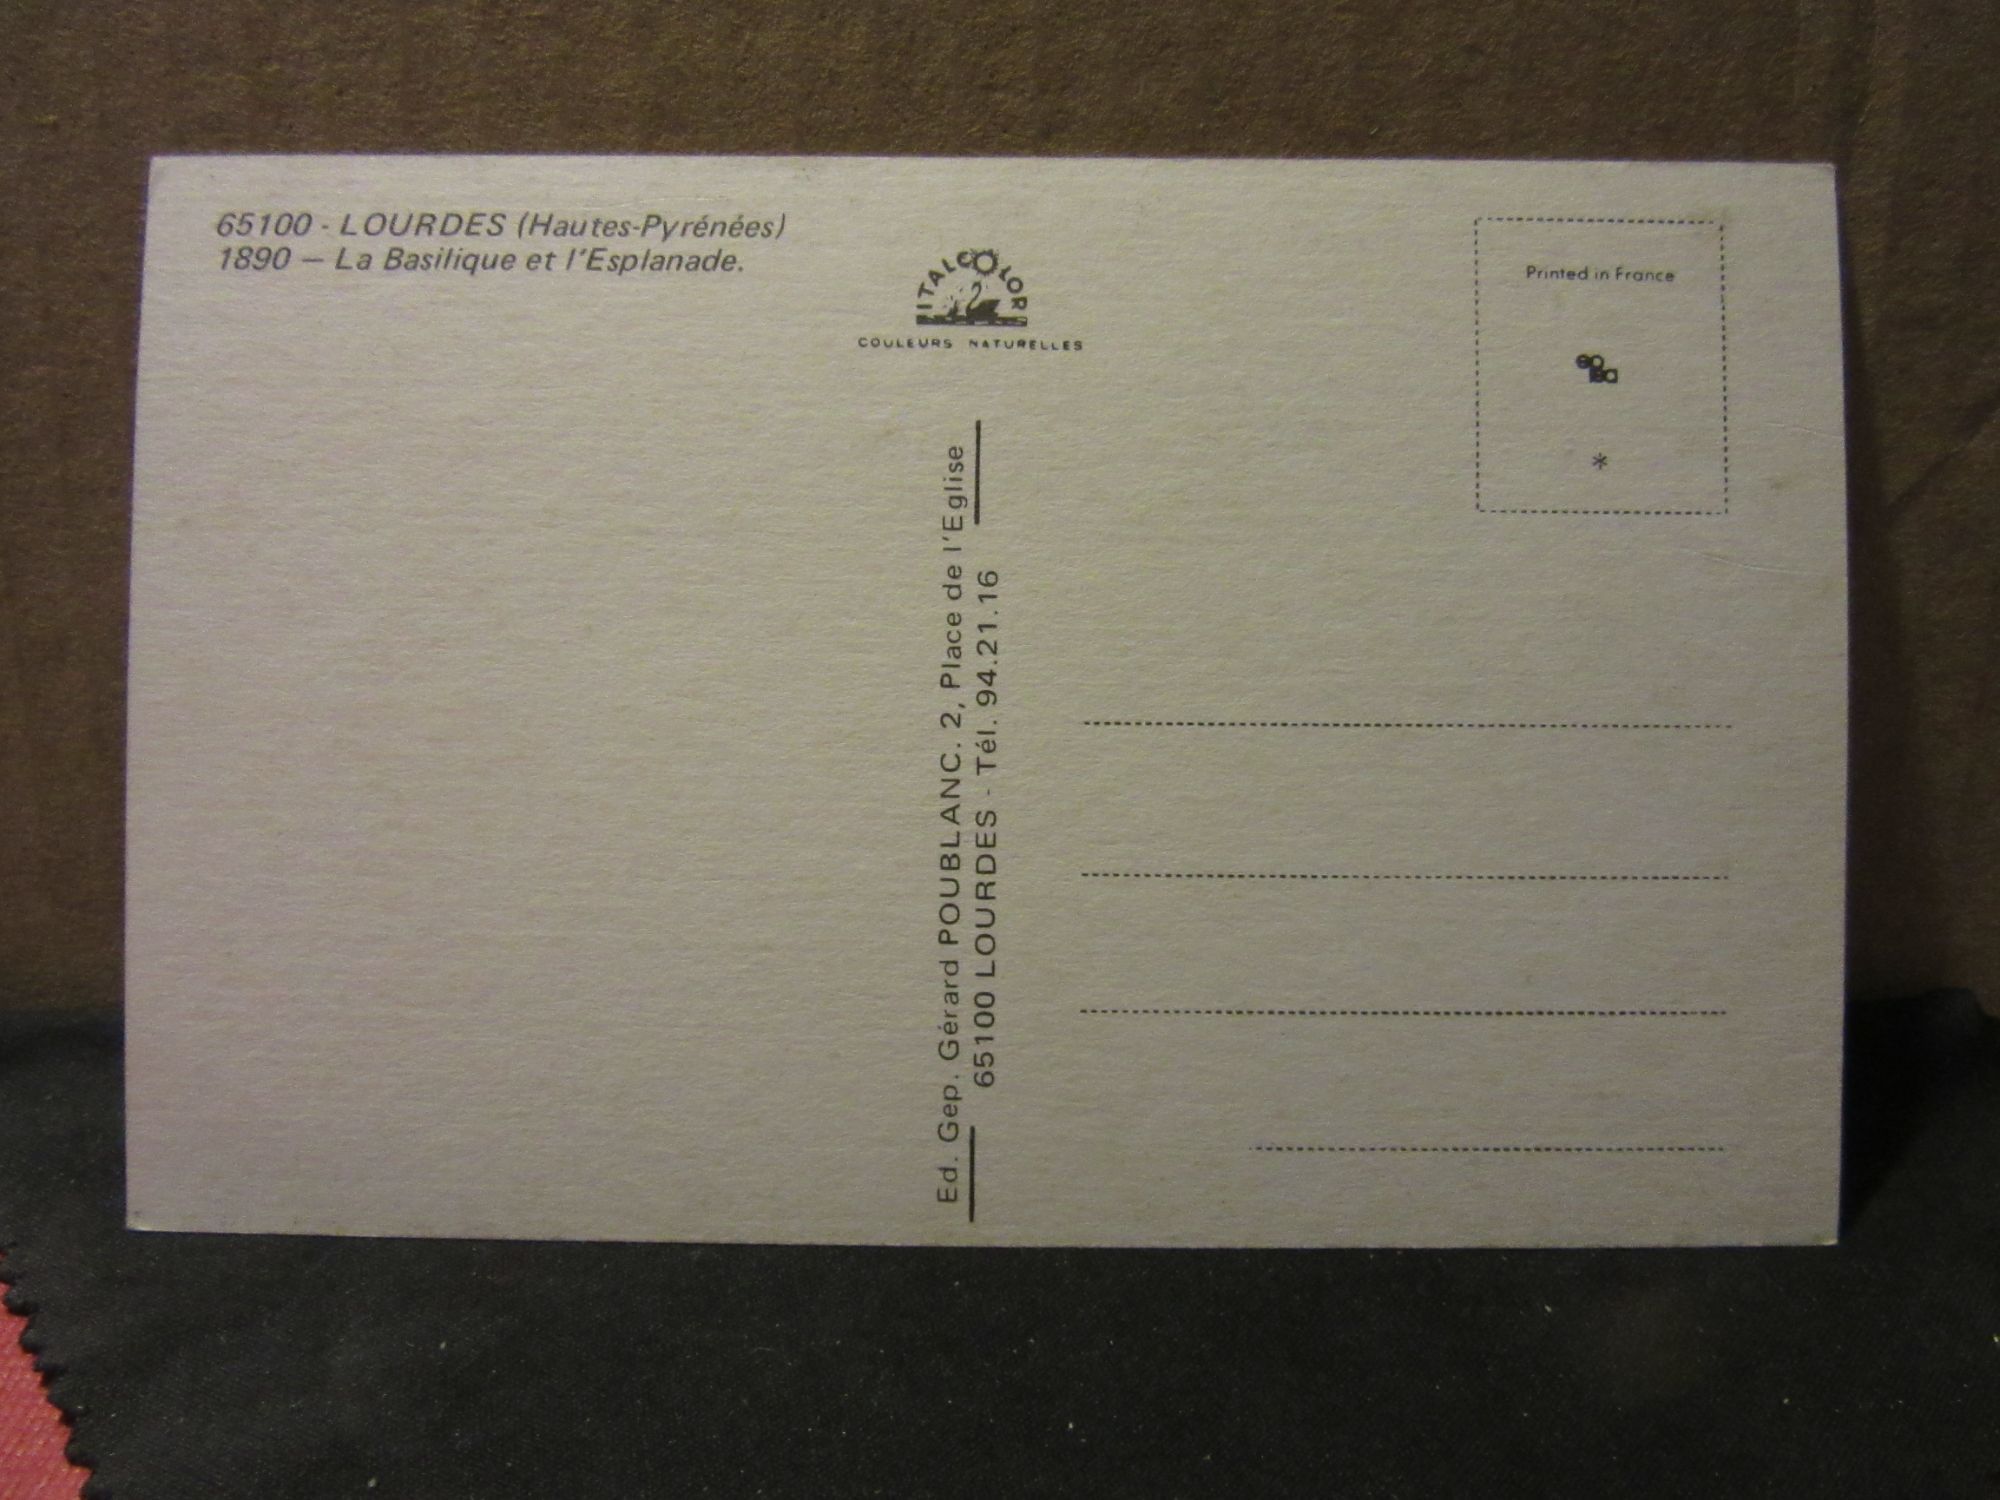 65100 - LOURDES (Hautes-Pyrénées)
1890 – La Basilique et l'Esplanade.
ITALCOLOR
COULEURS NATURELLES
Printed in France
*
Ed. Gep. Gérard POUBLANC. 2, Place de l'Eglise
65100 LOURDES - Tél. 94.21.16